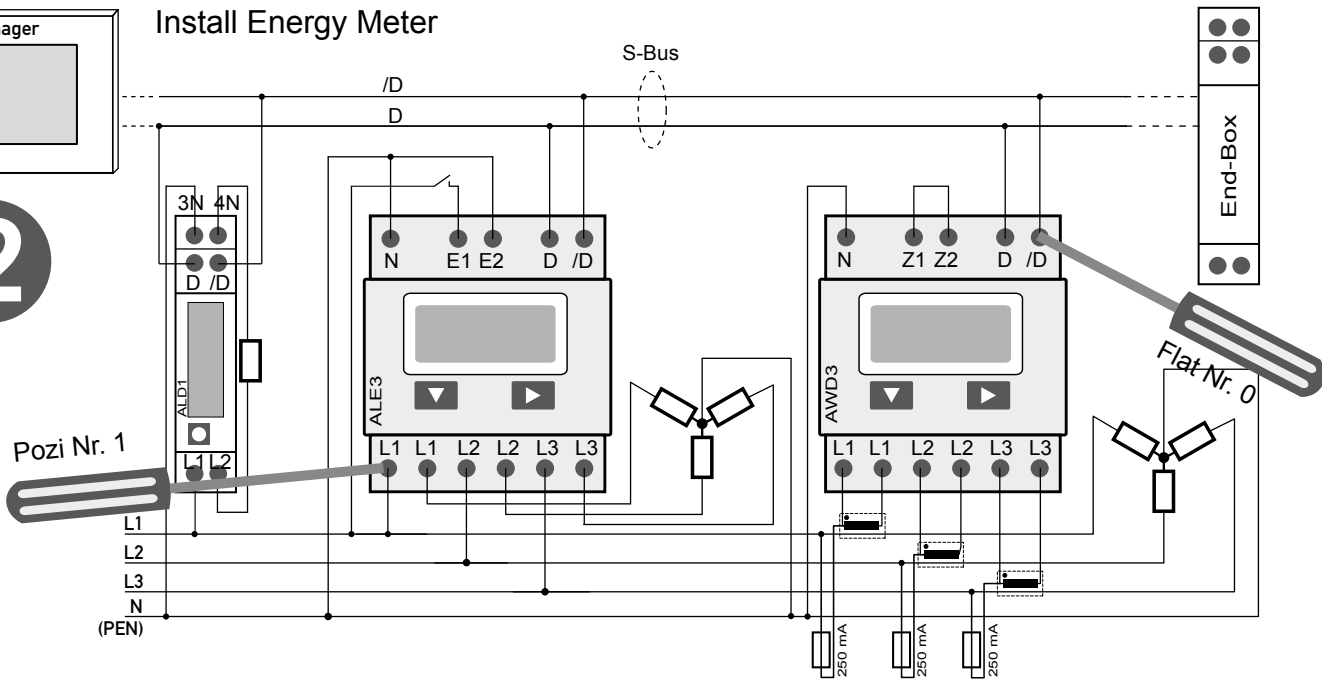 ager
Install Energy Meter
S-Bus
/D
D
End-Box
2
3N 4N
D /D
ALD1
L1 L2
N E1 E2 D /D
ALE3
L1 L1 L2 L2 L3 L3
N Z1 Z2 D /D
AWD3
L1 L1 L2 L2 L3 L3
Flat Nr. 0
Pozi Nr. 1
L1
L2
L3
N
(PEN)
250 mA
250 mA
250 mA